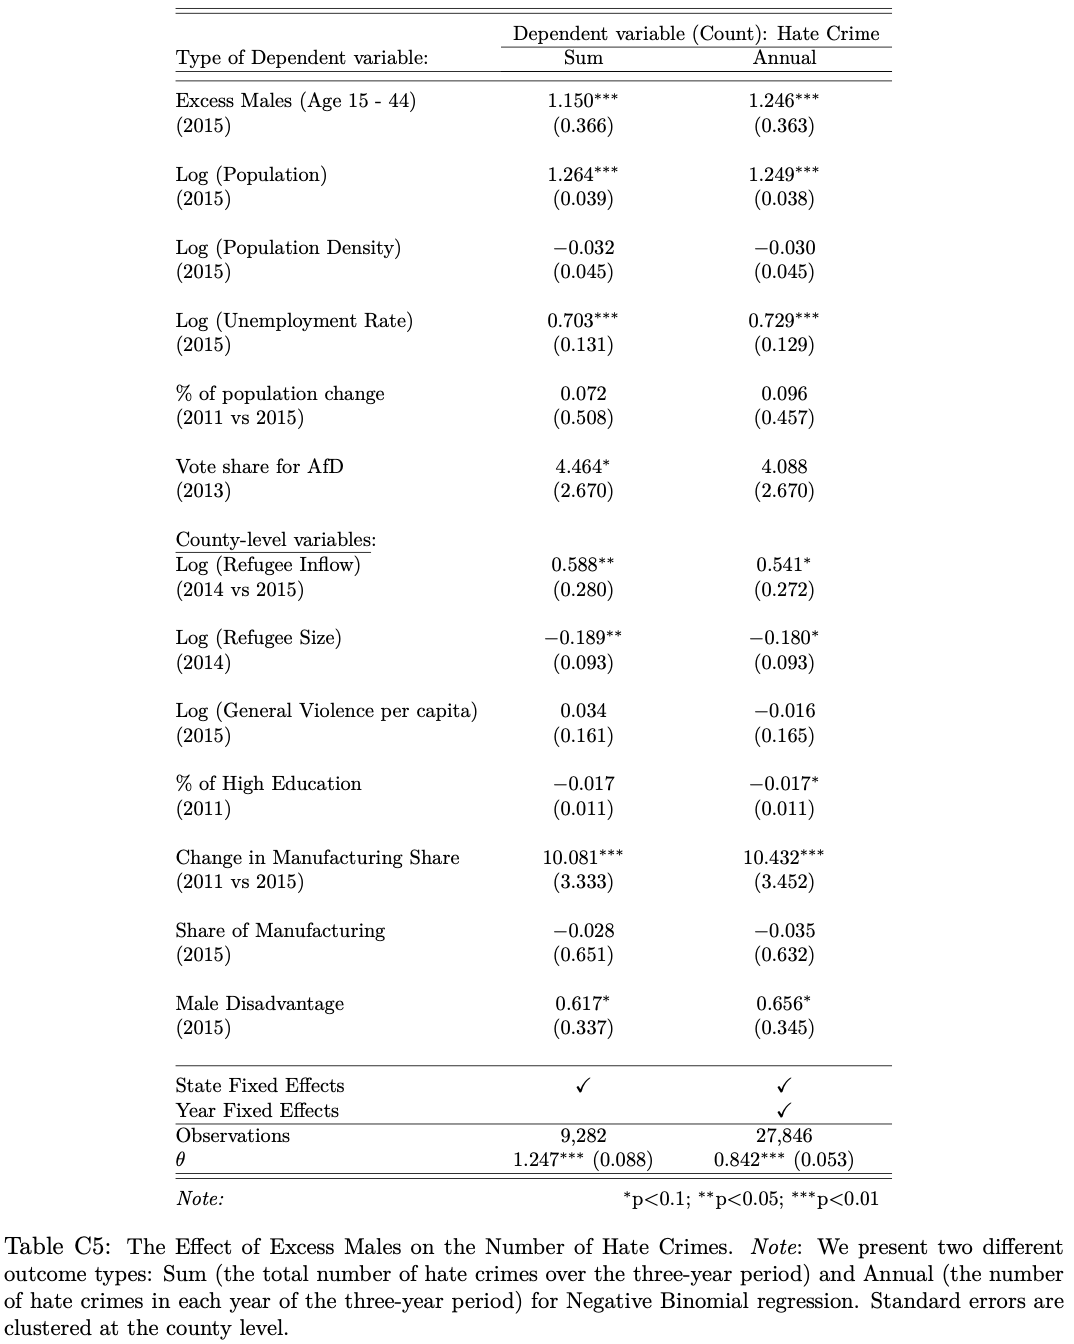 Dependent variable (Count): Hate Crime
Type of Dependent variable: Sum Annual
Excess Males (Age 15 - 44) 1.150*** 1.246***
(2015) (0.366) (0.363)
Log (Population) 1.264*** 1.249***
(2015) (0.039) (0.038)
Log (Population Density) −0.032 −0.030
(2015) (0.045) (0.045)
Log (Unemployment Rate) 0.703*** 0.729***
(2015) (0.131) (0.129)
% of population change 0.072 0.096
(2011 vs 2015) (0.508) (0.457)
Vote share for AfD 4.464* 4.088
(2013) (2.670) (2.670)
County-level variables:
Log (Refugee Inflow) 0.588** 0.541*
(2014 vs 2015) (0.280) (0.272)
Log (Refugee Size) −0.189** −0.180*
(2014) (0.093) (0.093)
Log (General Violence per capita) 0.034 −0.016
(2015) (0.161) (0.165)
% of High Education −0.017 −0.017*
(2011) (0.011) (0.011)
Change in Manufacturing Share 10.081*** 10.432***
(2011 vs 2015) (3.333) (3.452)
Share of Manufacturing −0.028 −0.035
(2015) (0.651) (0.632)
Male Disadvantage 0.617* 0.656*
(2015) (0.337) (0.345)
State Fixed Effects ✓ ✓
Year Fixed Effects ✓
Observations 9,282 27,846
θ 1.247*** (0.088) 0.842*** (0.053)
Note: *p<0.1; **p<0.05; ***p<0.01
Table C5: The Effect of Excess Males on the Number of Hate Crimes. Note: We present two different
outcome types: Sum (the total number of hate crimes over the three-year period) and Annual (the number
of hate crimes in each year of the three-year period) for Negative Binomial regression. Standard errors are
clustered at the county level.